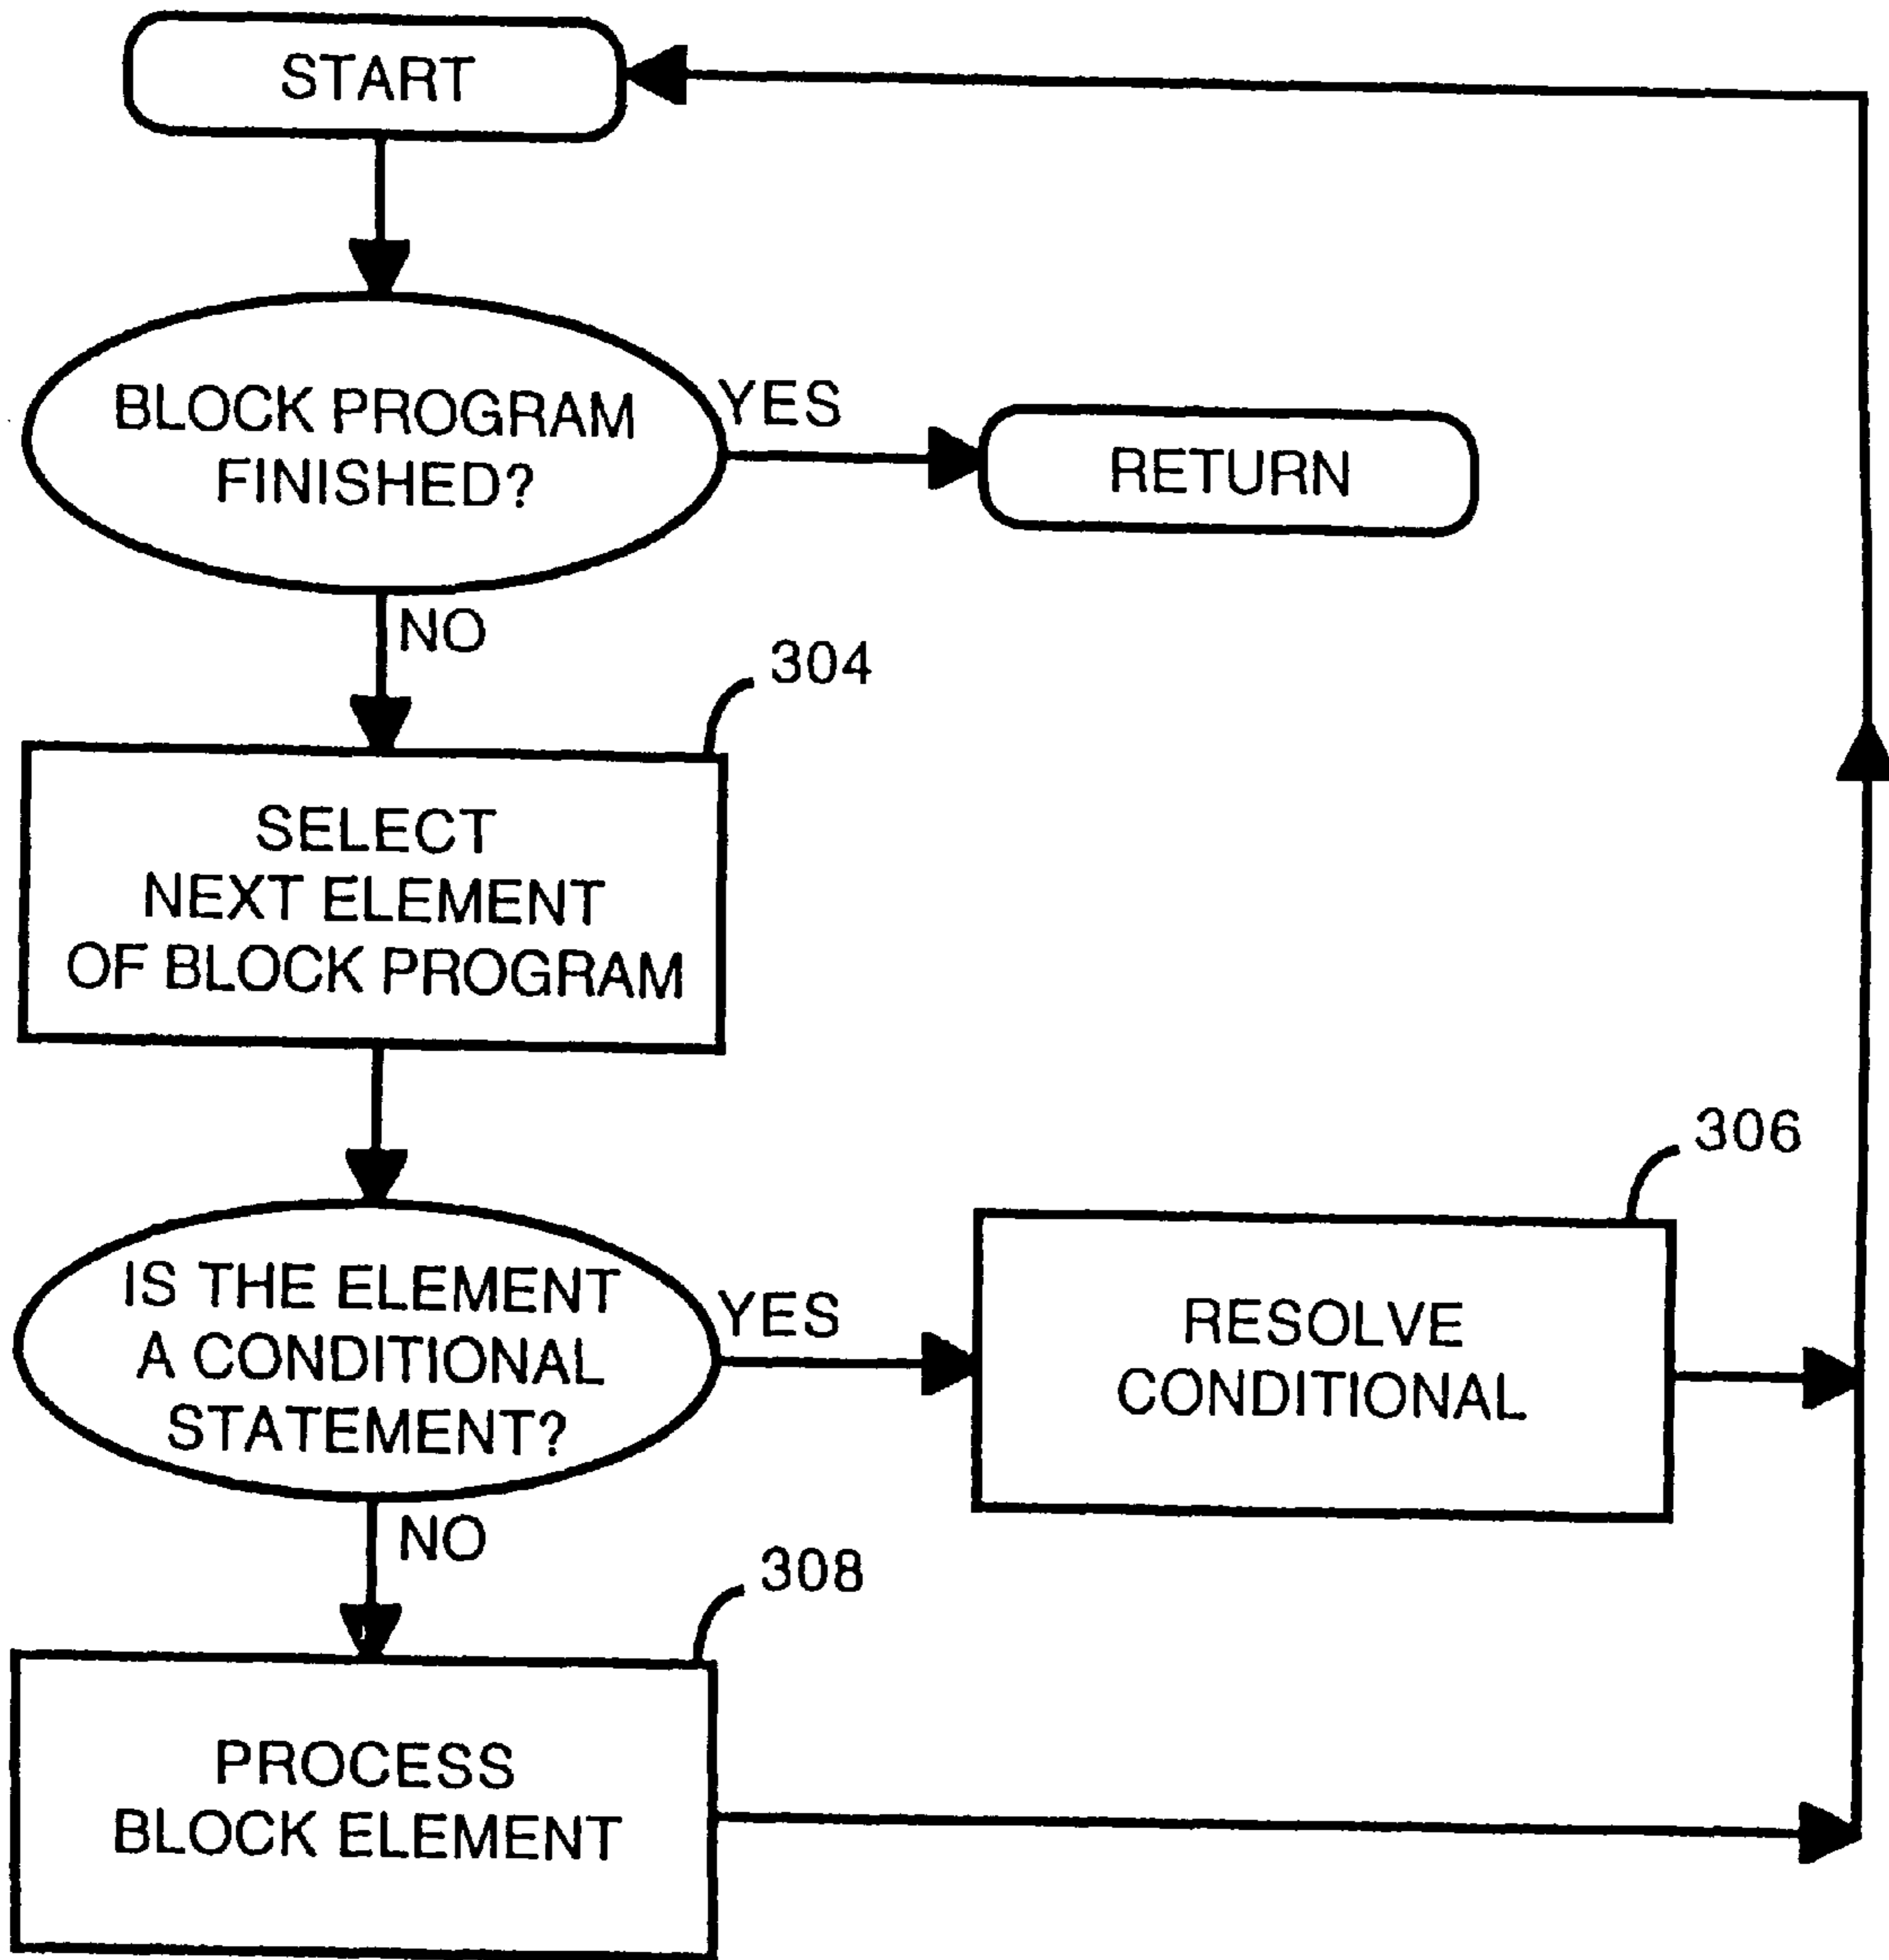 START
BLOCK PROGRAM
FINISHED?
YES
RETURN
NO
304
SELECT
NEXT ELEMENT
OF BLOCK PROGRAM
306
IS THE ELEMENT
A CONDITIONAL
STATEMENT?
YES
RESOLVE
CONDITIONAL
NO
308
PROCESS
BLOCK ELEMENT